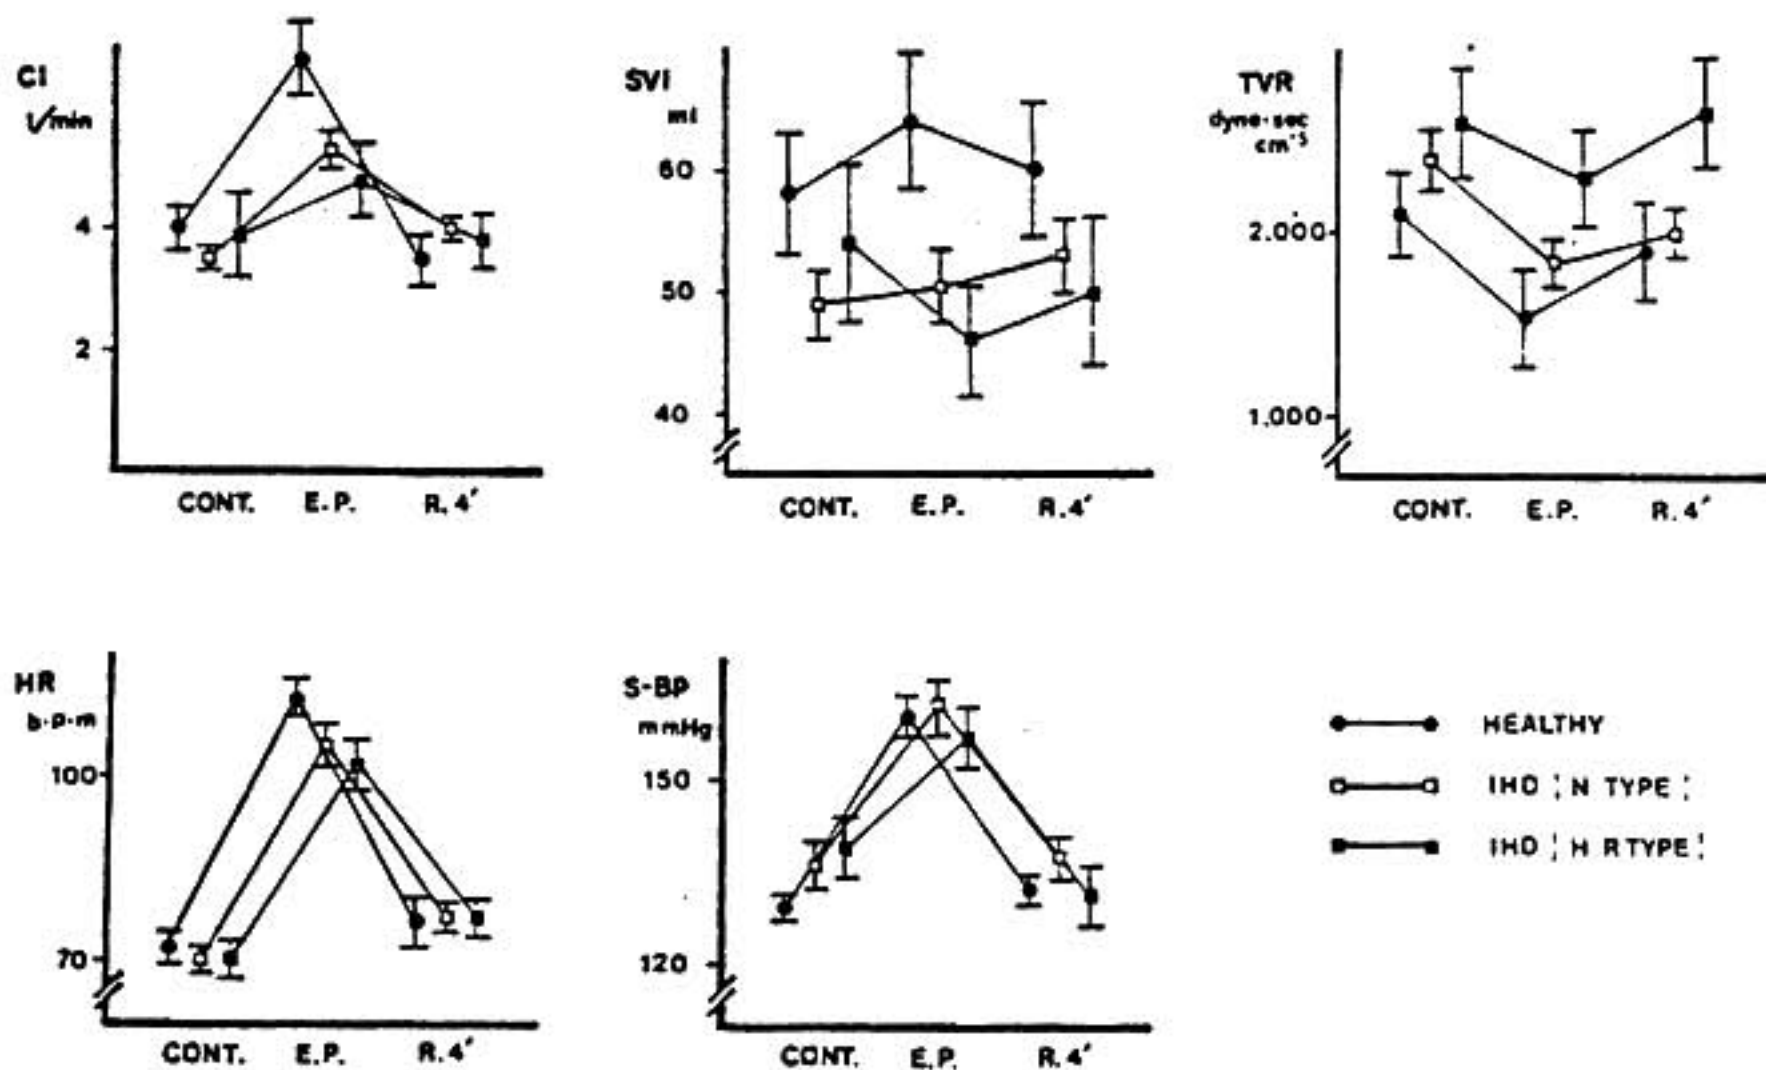 CI
l/min
4
2
CONT. E.P. R.4′
SVI
ml
60
50
40
CONT. E.P. R.4′
TVR
dyne·sec
cm⁻⁵
2.000
1.000
CONT. E.P. R.4′
HR
b·p·m
100
70
CONT. E.P. R.4′
S-BP
mmHg
150
120
CONT. E.P. R.4′
HEALTHY
IHD ( N TYPE )
IHD ( H R TYPE )